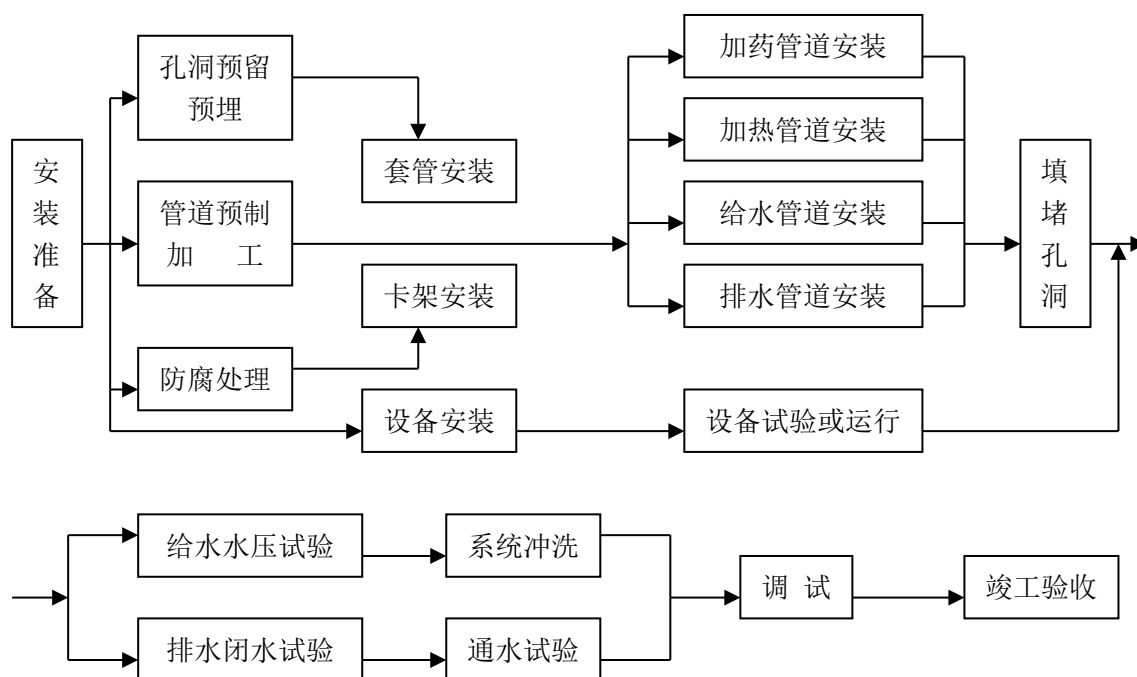 安装准备
孔洞预留
预埋
管道预制
加 工
防腐处理
套管安装
卡架安装
设备安装
加药管道安装
加热管道安装
给水管道安装
排水管道安装
设备试验或运行
填堵孔洞
给水水压试验
系统冲洗
排水闭水试验
通水试验
调 试
竣工验收